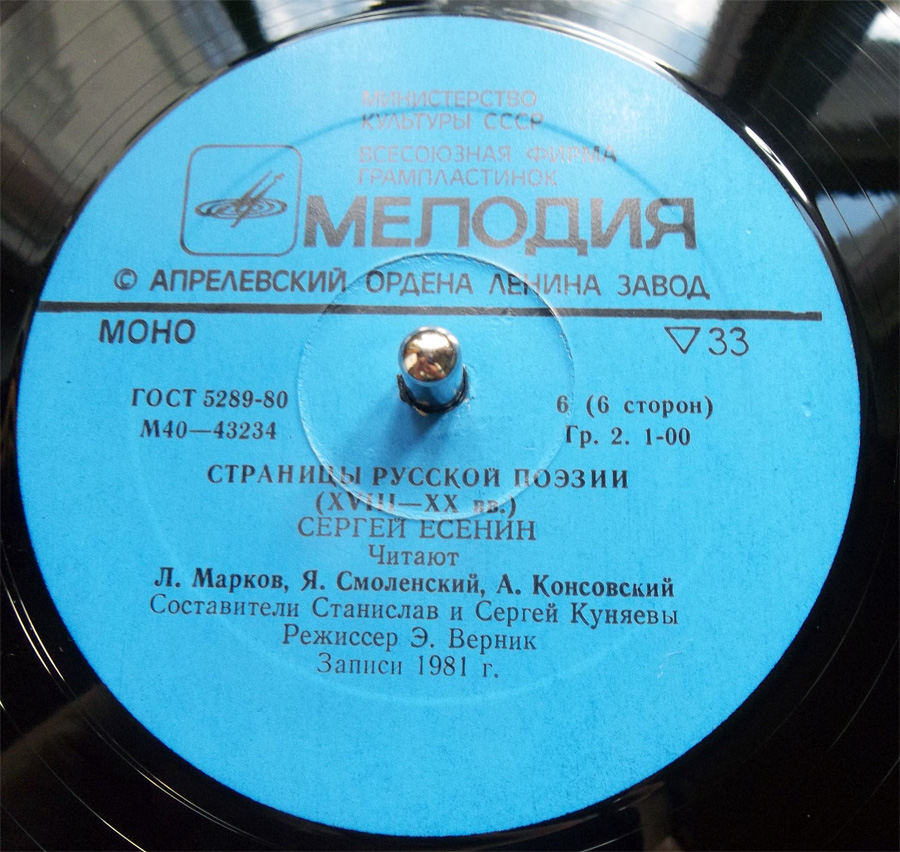 МИНИСТЕРСТВО
КУЛЬТУРЫ СССР
ВСЕСОЮЗНАЯ ФИРМА
ГРАМПЛАСТИНОК
МЕЛОДИЯ
© АПРЕЛЕВСКИЙ ОРДЕНА ЛЕНИНА ЗАВОД
МОНО
▽33
ГОСТ 5289-80
М40—43234
6 (6 сторон)
Гр. 2. 1-00
СТРАНИЦЫ РУССКОЙ ПОЭЗИИ
(XVIII—XX вв.)
СЕРГЕЙ ЕСЕНИН
Читают
Л. Марков, Я. Смоленский, А. Консовский
Составители Станислав и Сергей Куняевы
Режиссер Э. Верник
Записи 1981 г.